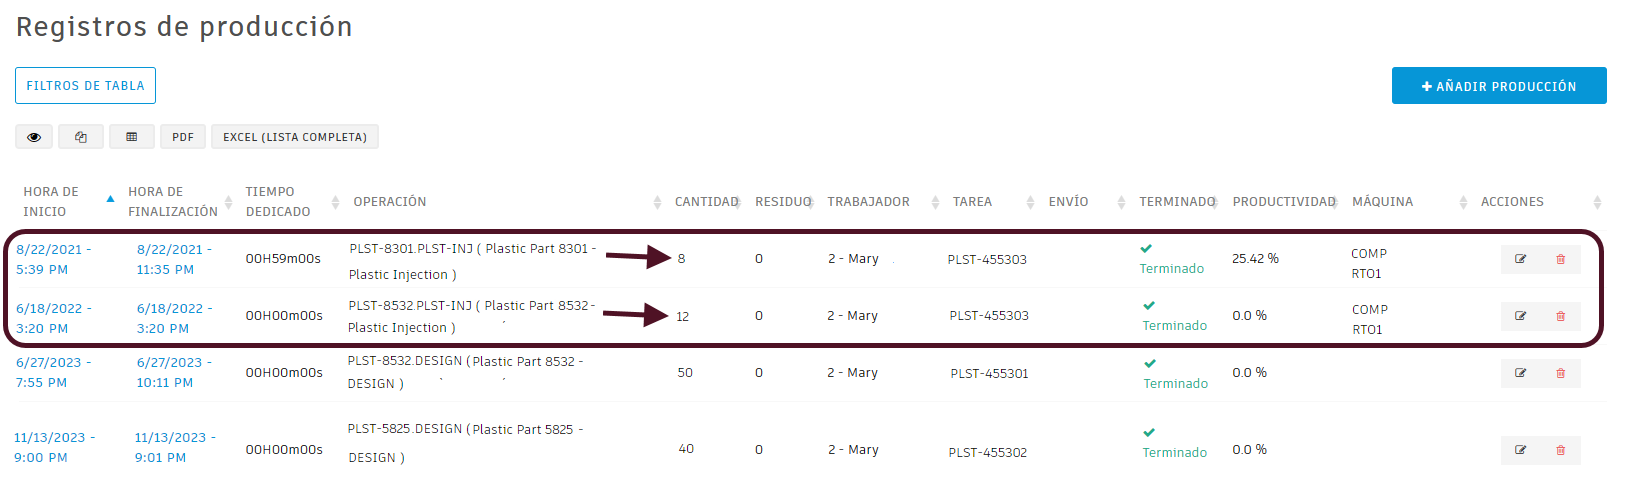 Registros de producción
FILTROS DE TABLA
AÑADIR PRODUCCIÓN
PDF
EXCEL (LISTA COMPLETA)
HORA DE INICIO HORA DE FINALIZACIÓN TIEMPO DEDICADO OPERACIÓN CANTIDAD RESIDUO TRABAJADOR TAREA ENVÍO TERMINADO PRODUCTIVIDAD MÁQUINA ACCIONES
8/22/2021 - 8/22/2021 - PLST-8301.PLST-INJ ( Plastic Part 8301 - COMP
5:39 PM 11:35 PM 00H59m00s Plastic Injection ) 8 0 2 - Mary PLST-455303 Terminado 25.42 % RTO1
6/18/2022 - 6/18/2022 - PLST-8532.PLST-INJ ( Plastic Part 8532- COMP
3:20 PM 3:20 PM 00H00m00s Plastic Injection ) 12 0 2 - Mary PLST-455303 Terminado 0.0 % RTO1
6/27/2023 - 6/27/2023 - PLST-8532.DESIGN ( Plastic Part 8532 -
7:55 PM 10:11 PM 00H00m00s DESIGN ) 50 0 2 - Mary PLST-455301 Terminado 0.0 %
11/13/2023 - 11/13/2023 - PLST-5825.DESIGN ( Plastic Part 5825 -
9:00 PM 9:01 PM 00H00m00s DESIGN ) 40 0 2 - Mary PLST-455302 Terminado 0.0 %